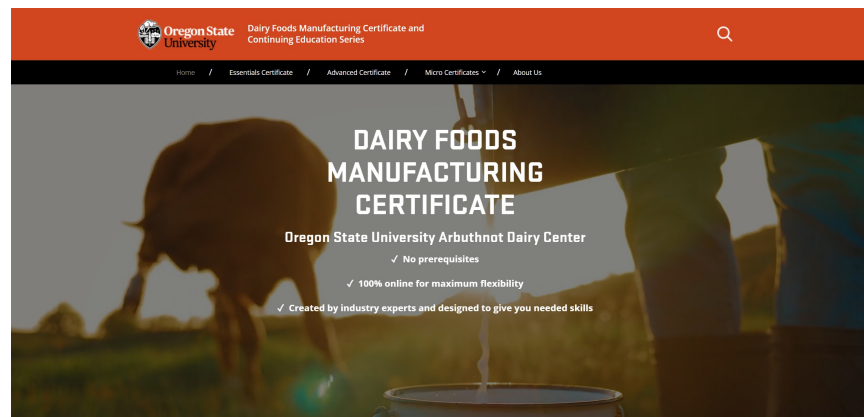 Oregon State
University
Dairy Foods Manufacturing Certificate and
Continuing Education Series
Home / Essentials Certificate / Advanced Certificate / Micro Certificates / About Us
DAIRY FOODS
MANUFACTURING
CERTIFICATE
Oregon State University Arbuthnot Dairy Center
✓ No prerequisites
✓ 100% online for maximum flexibility
✓ Created by industry experts and designed to give you needed skills